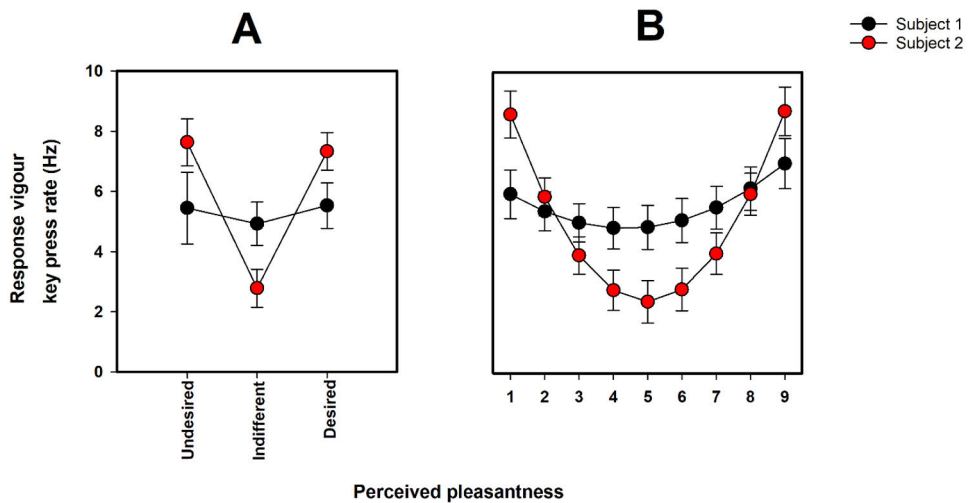 A
B
Subject 1
Subject 2
Response vigour
key press rate (Hz)
10
8
6
4
2
0
Undesired
Indifferent
Desired
1 2 3 4 5 6 7 8 9
Perceived pleasantness